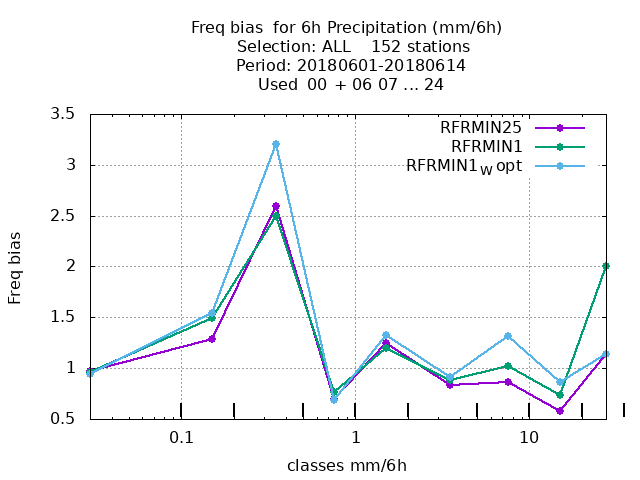 Freq bias  for 6h Precipitation (mm/6h)
Selection: ALL    152 stations
Period: 20180601-20180614
Used  00 + 06 07 ... 24
RFRMIN25
RFRMIN1
RFRMIN1W opt
3.5
3
2.5
2
1.5
1
0.5
Freq bias
0.1
1
10
classes mm/6h